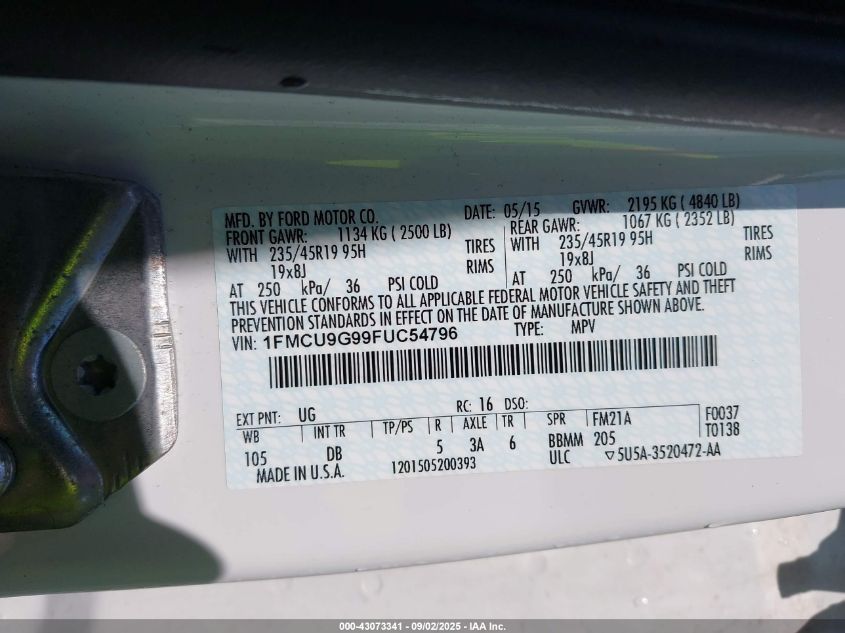 MFD. BY FORD MOTOR CO. DATE: 05/15 GVWR: 2195 KG ( 4840 LB)
FRONT GAWR: 1134 KG ( 2500 LB) REAR GAWR: 1067 KG ( 2352 LB)
WITH 235/45R19 95H TIRES WITH 235/45R19 95H TIRES
19x8J RIMS 19x8J RIMS
AT 250 kPa/ 36 PSI COLD AT 250 kPa/ 36 PSI COLD
THIS VEHICLE CONFORMS TO ALL APPLICABLE FEDERAL MOTOR VEHICLE SAFETY AND THEFT
PREVENTION STANDARDS IN EFFECT ON THE DATE OF MANUFACTURE SHOWN ABOVE.
VIN: 1FMCU9G99FUC54796 TYPE: MPV
EXT PNT: UG RC: 16 DSO: F0037
WB INT TR TP/PS R AXLE TR SPR FM21A T0138
105 DB 5 3A 6 BBMM 205
MADE IN U.S.A. 1201505200393 ULC ▽5U5A-3520472-AA
000-43073341 - 09/02/2025 - IAA Inc.